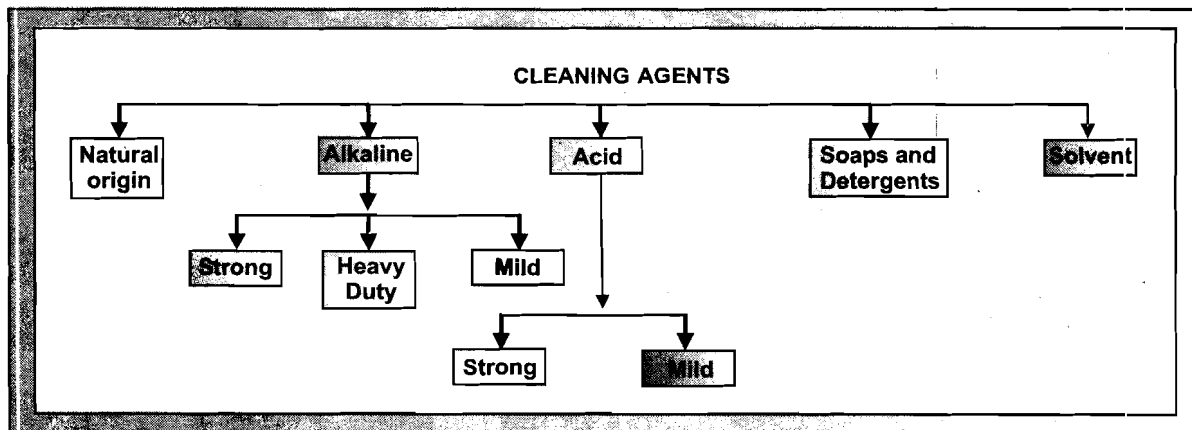 CLEANING AGENTS
Natural
origin
Alkaline
Acid
Soaps and
Detergents
Solvent
Strong
Heavy
Duty
Mild
Strong
Mild